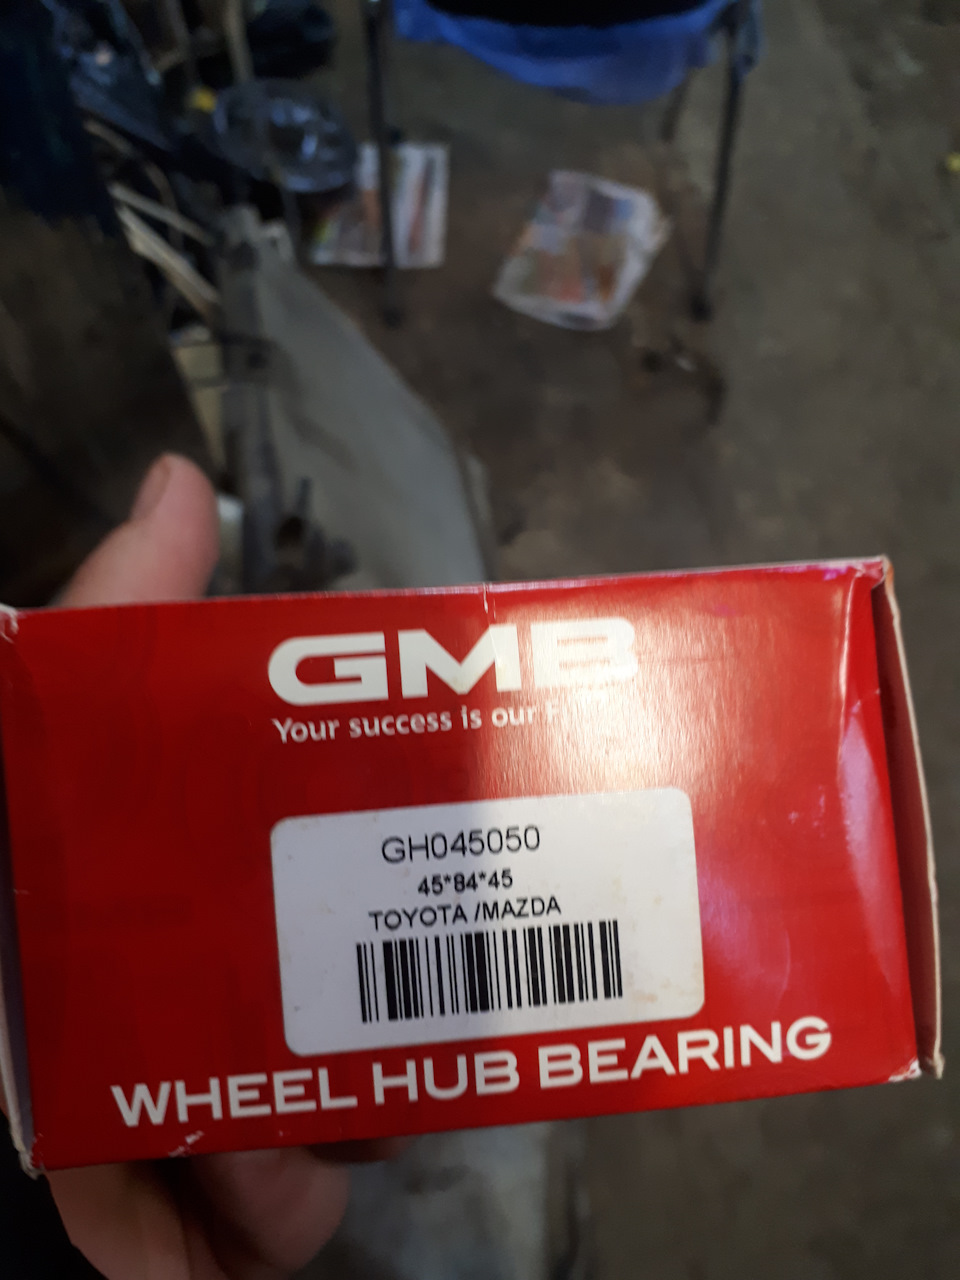 GMB
Your success is our
GH045050
45*84*45
TOYOTA /MAZDA
WHEEL HUB BEARING